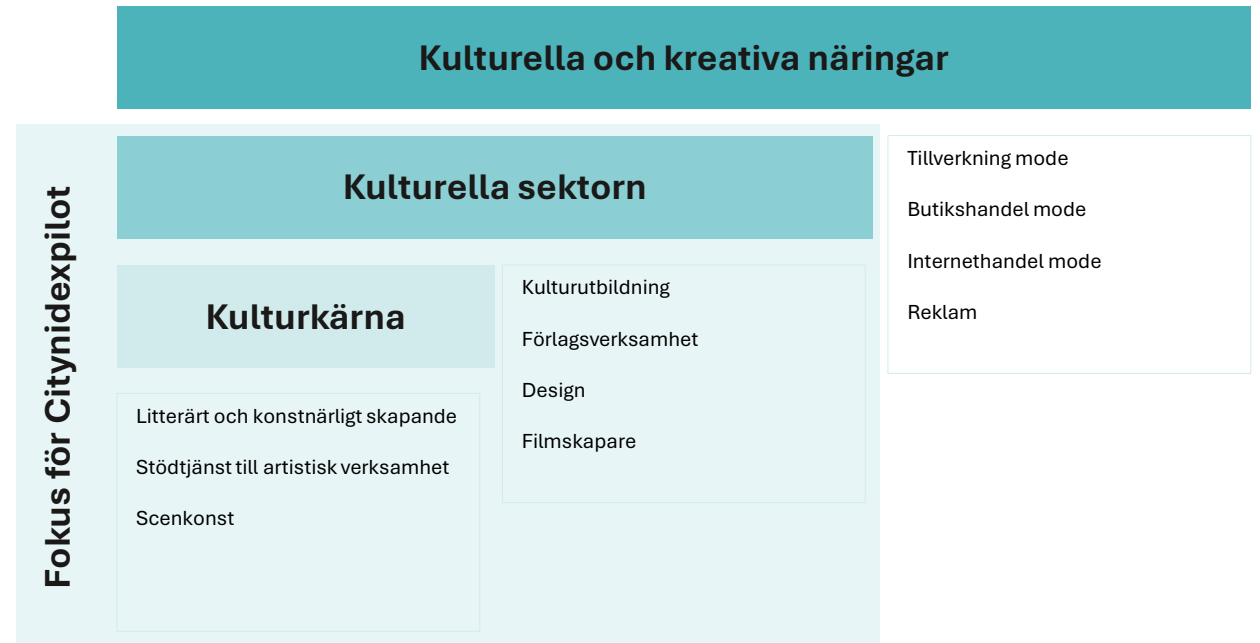 Kulturella och kreativa näringar
Fokus för Citynidexpilot
Kulturella sektorn
Kulturkärna
Litterärt och konstnärligt skapande
Stödtjänst till artistisk verksamhet
Scenkonst
Kulturutbildning
Förlagsverksamhet
Design
Filmskapare
Tillverkning mode
Butikshandel mode
Internethandel mode
Reklam